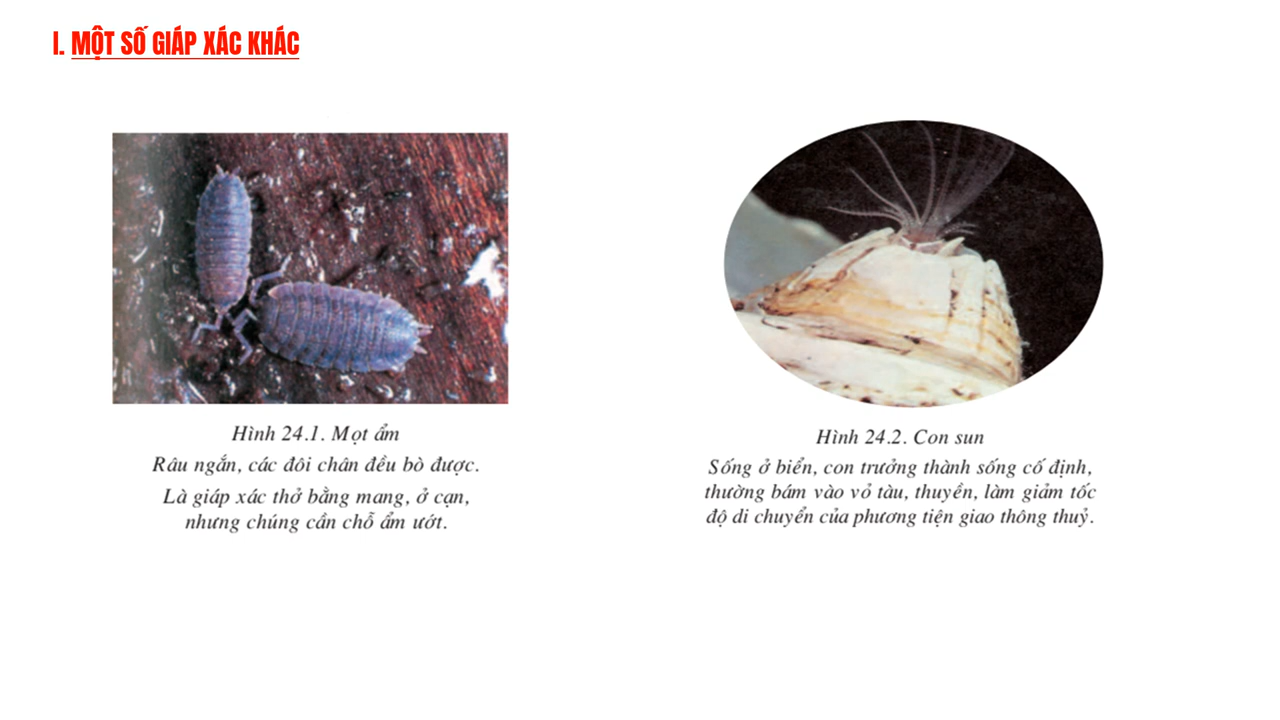 I. MỘT SỐ GIÁP XÁC KHÁC
Hình 24.1. Mọt ẩm
Râu ngắn, các đôi chân đều bò được.
Là giáp xác thở bằng mang, ở cạn,
nhưng chúng cần chỗ ẩm ướt.
Hình 24.2. Con sun
Sống ở biển, con trưởng thành sống cố định,
thường bám vào vỏ tàu, thuyền, làm giảm tốc
độ di chuyển của phương tiện giao thông thuỷ.